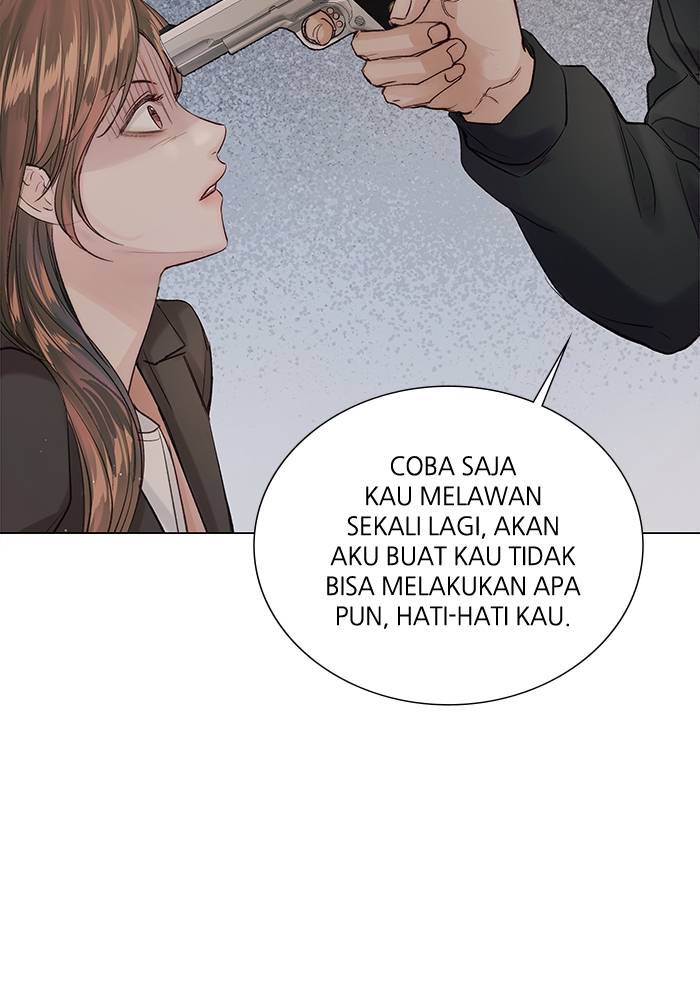 COBA SAJA
KAU MELAWAN
SEKALI LAGI, AKAN
AKU BUAT KAU TIDAK
BISA MELAKUKAN APA
PUN, HATI-HATI KAU.